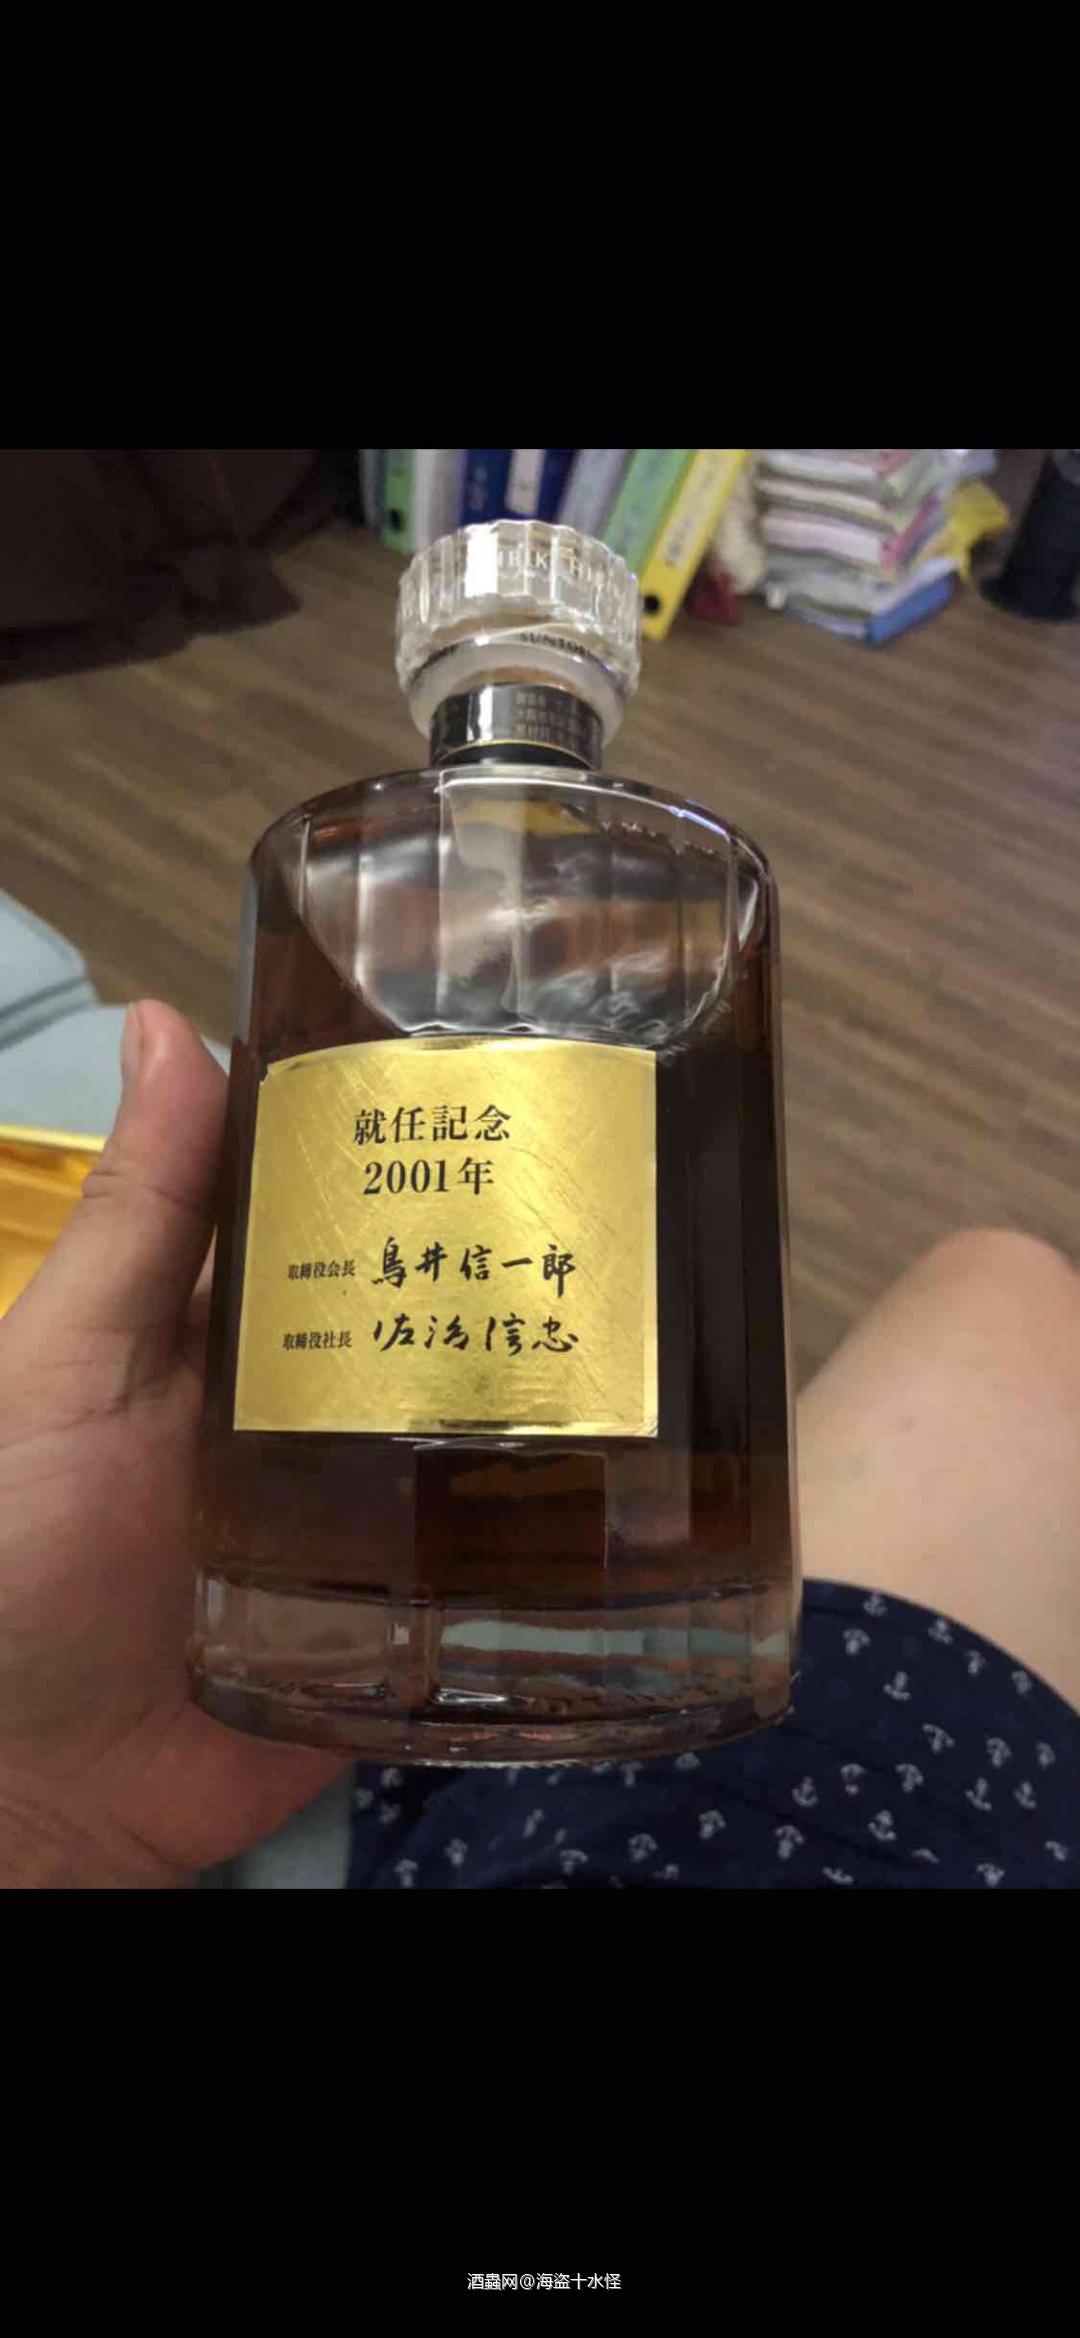 SUNTORY
就任記念
2001年
取締役会長 鳥井信一郎
取締役社長 佐治信忠
酒蟲网@海盗十水怪